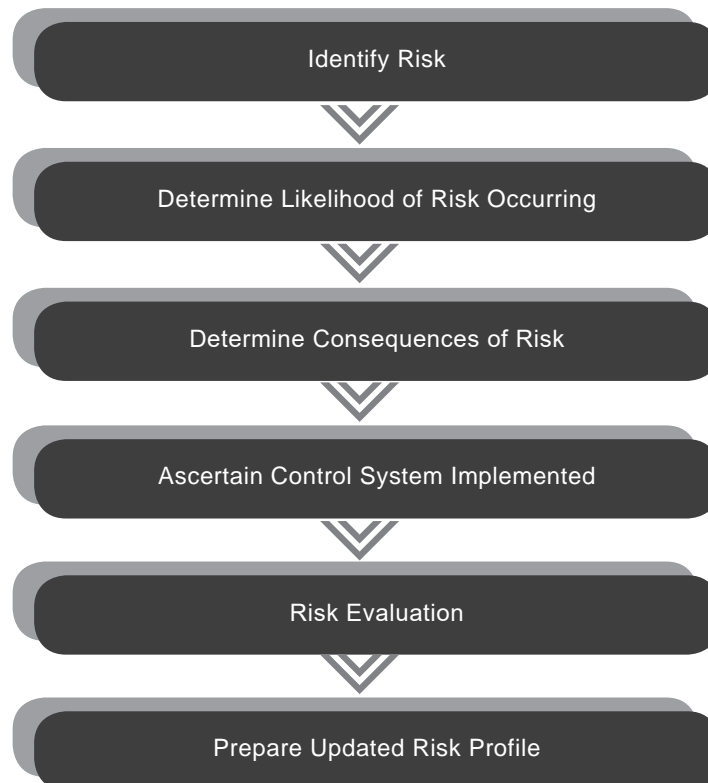 Identify Risk
Determine Likelihood of Risk Occurring
Determine Consequences of Risk
Ascertain Control System Implemented
Risk Evaluation
Prepare Updated Risk Profile